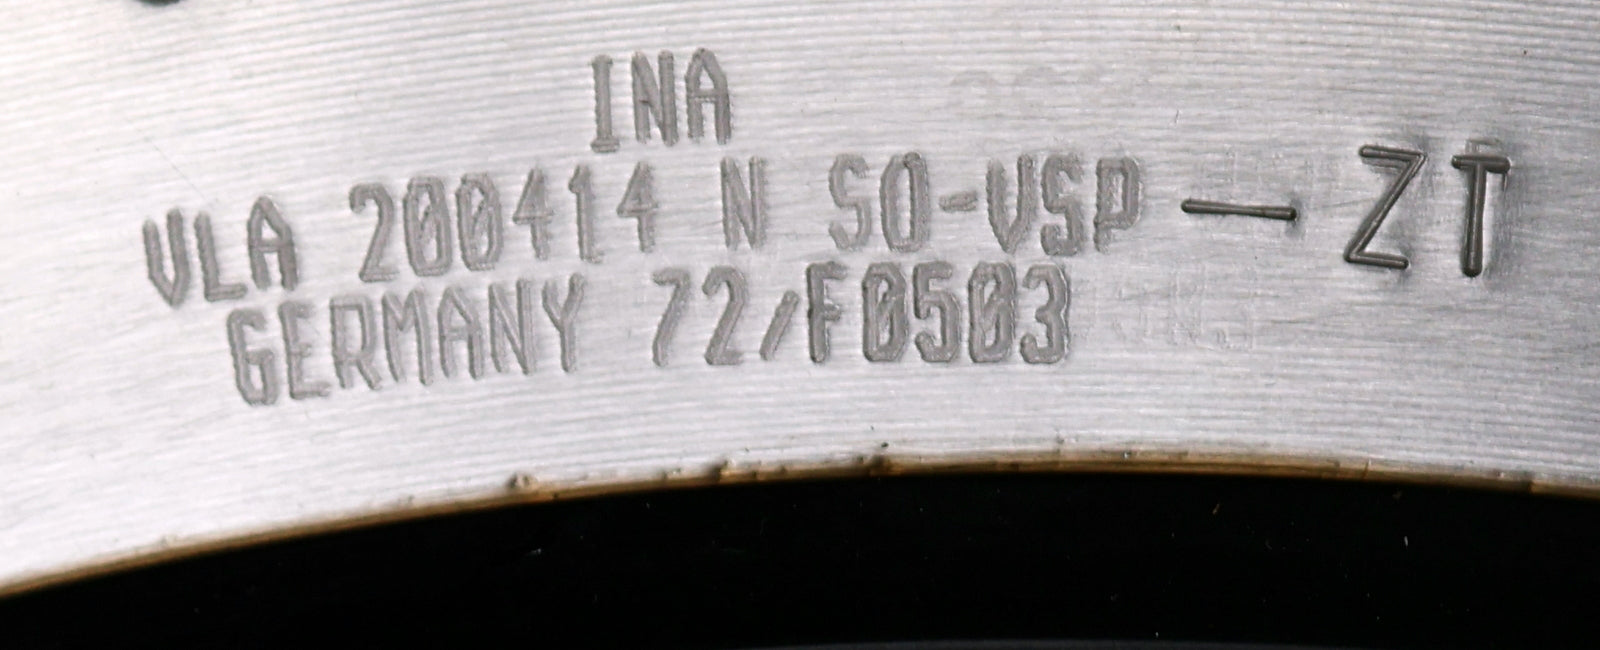 INA
VLA 200414 N SO-VSP — ZT
GERMANY 72/F0503